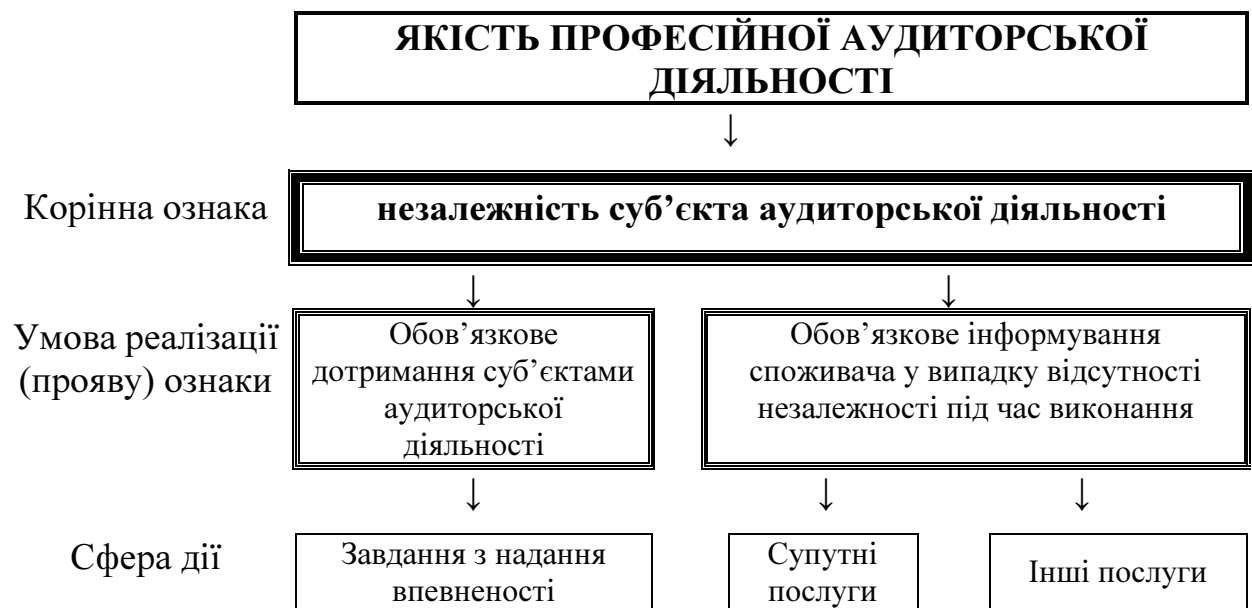 ЯКІСТЬ ПРОФЕСІЙНОЇ АУДИТОРСЬКОЇ
ДІЯЛЬНОСТІ
↓
Корінна ознака
незалежність суб’єкта аудиторської діяльності
↓ ↓
Умова реалізації
(прояву) ознаки
Обов’язкове
дотримання суб’єктами
аудиторської
діяльності
Обов’язкове інформування
споживача у випадку відсутності
незалежності під час виконання
↓ ↓ ↓
Сфера дії
Завдання з надання
впевненості
Супутні
послуги
Інші послуги